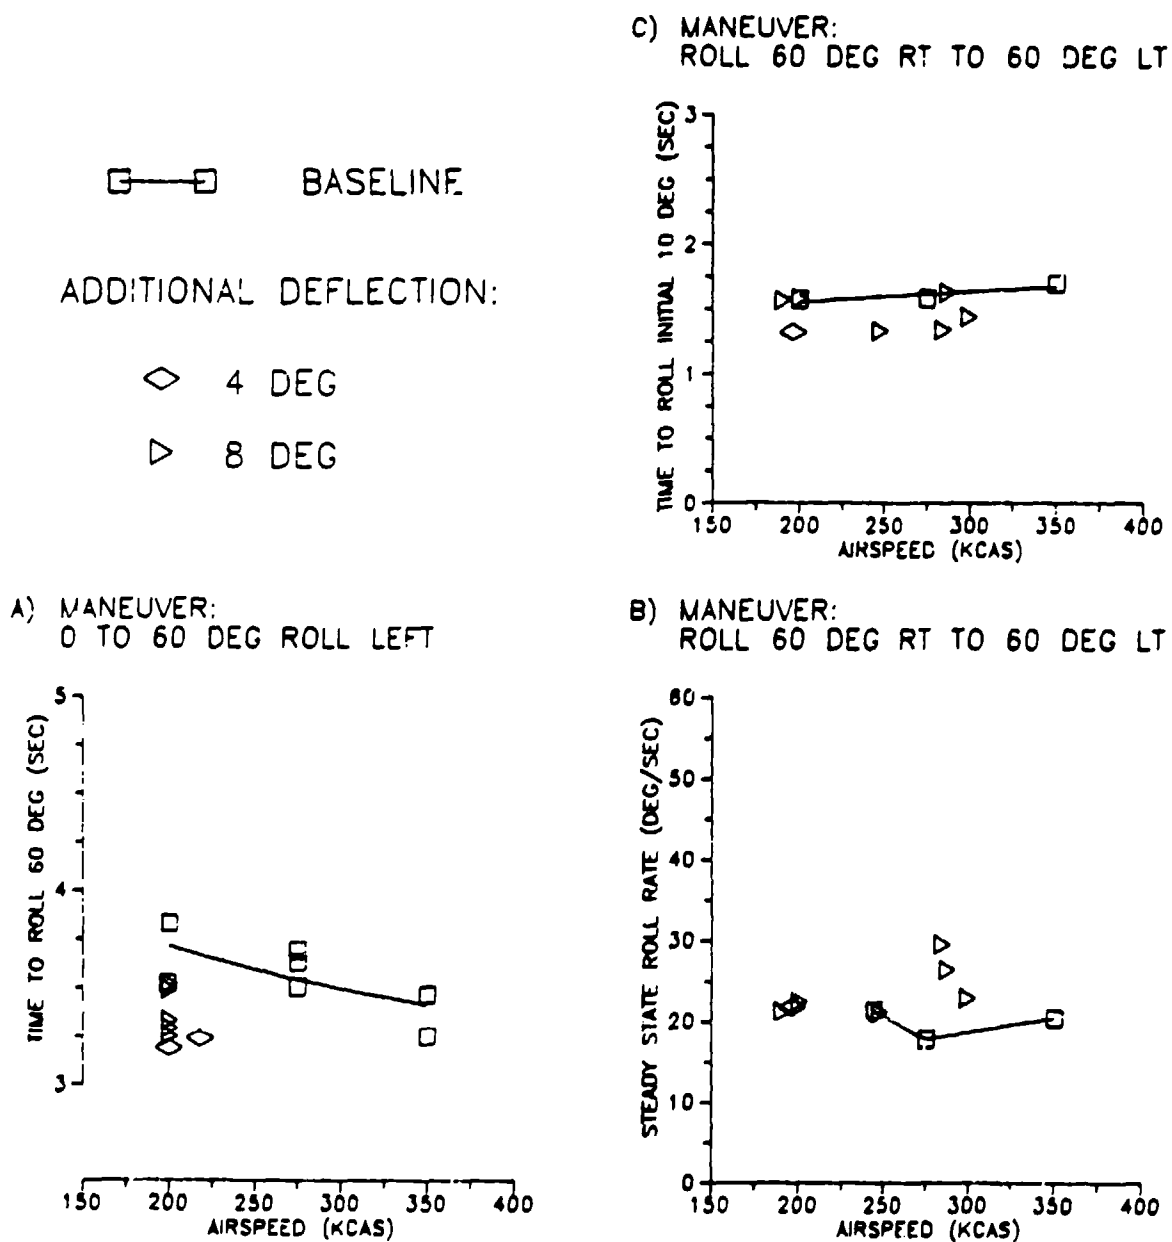 C) MANEUVER:
ROLL 60 DEG RT TO 60 DEG LT
BASELINE
ADDITIONAL DEFLECTION:
4 DEG
8 DEG
TIME TO ROLL INITIAL 10 DEG (SEC)
3
2
1
0
150 200 250 300 350 400
AIRSPEED (KCAS)
A) MANEUVER:
0 TO 60 DEG ROLL LEFT
TIME TO ROLL 60 DEG (SEC)
5
4
3
150 200 250 300 350 400
AIRSPEED (KCAS)
B) MANEUVER:
ROLL 60 DEG RT TO 60 DEG LT
STEADY STATE ROLL RATE (DEG/SEC)
60
50
40
30
20
10
0
150 200 250 300 350 400
AIRSPEED (KCAS)